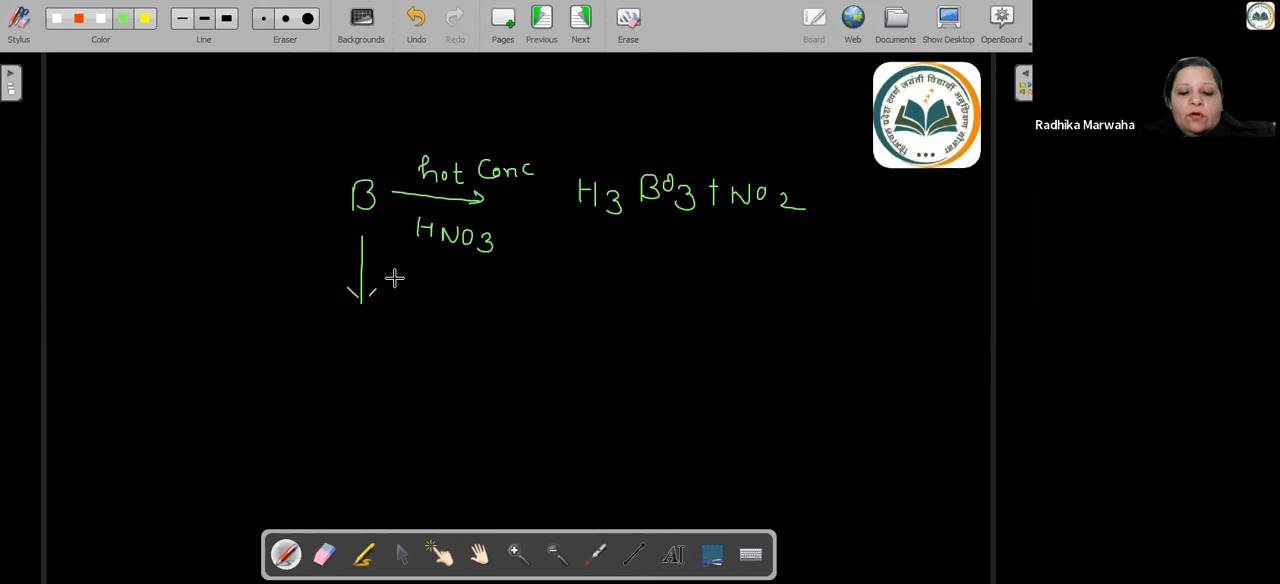 Stylus Color Line Eraser Backgrounds Undo Redo Pages Previous Next Erase Board Web Documents Show Desktop OpenBoard
Radhika Marwaha
hot Conc
B → H3BO3 + NO2
HNO3
↓
AI